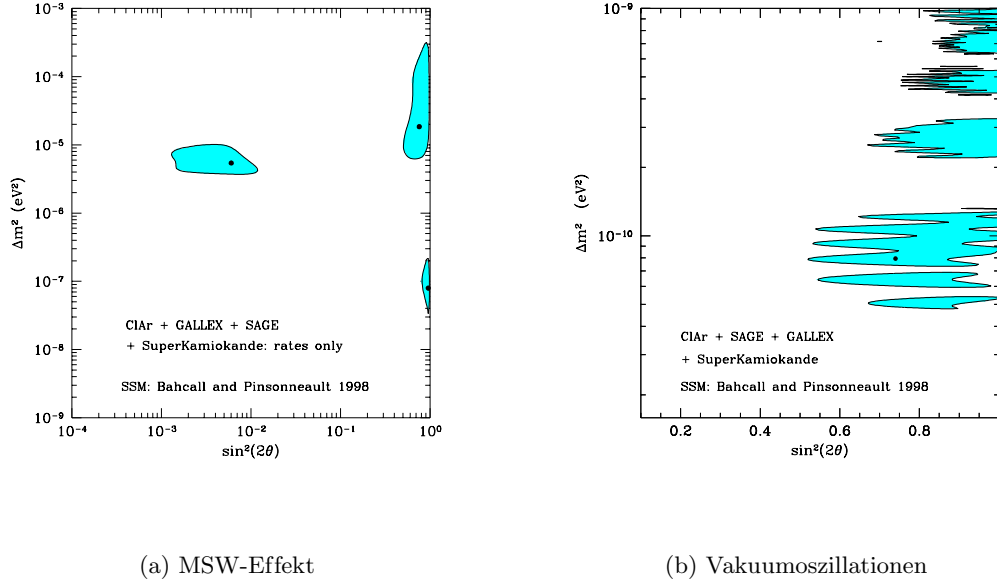 10⁻³
10⁻⁴
10⁻⁵
10⁻⁶
10⁻⁷
10⁻⁸
10⁻⁹
Δm² (eV²)
ClAr + GALLEX + SAGE
+ SuperKamiokande: rates only
SSM: Bahcall and Pinsonneault 1998
10⁻⁴ 10⁻³ 10⁻² 10⁻¹ 10⁰
sin²(2θ)
(a) MSW-Effekt
10⁻⁹
10⁻¹⁰
Δm² (eV²)
ClAr + SAGE + GALLEX
+ SuperKamiokande
SSM: Bahcall and Pinsonneault 1998
0.2 0.4 0.6 0.8
sin²(2θ)
(b) Vakuumoszillationen